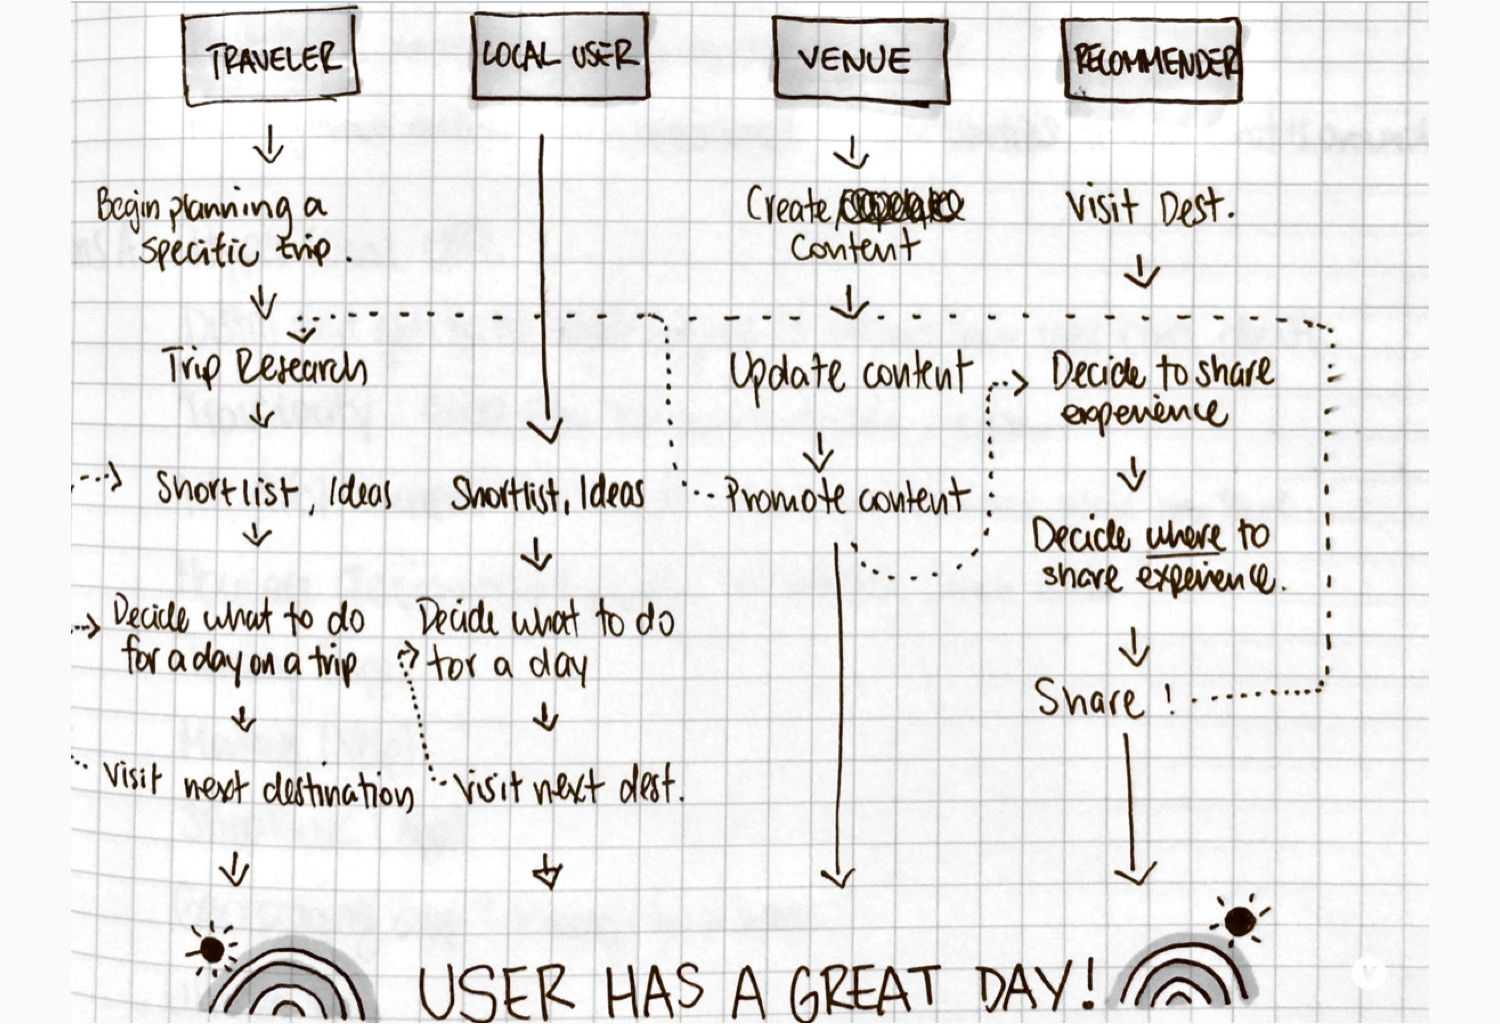 TRAVELER
LOCAL USER
VENUE
RECOMMENDER
Begin planning a
specific trip.
Create
Content
Visit Dest.
Trip Research
Update content
Decide to share
experience
Shortlist, Ideas
Shortlist, Ideas
Promote content
Decide where to
share experience.
Decide what to do
for a day on a trip
Decide what to do
for a day
Share !
Visit next destination
Visit next dest.
USER HAS A GREAT DAY!